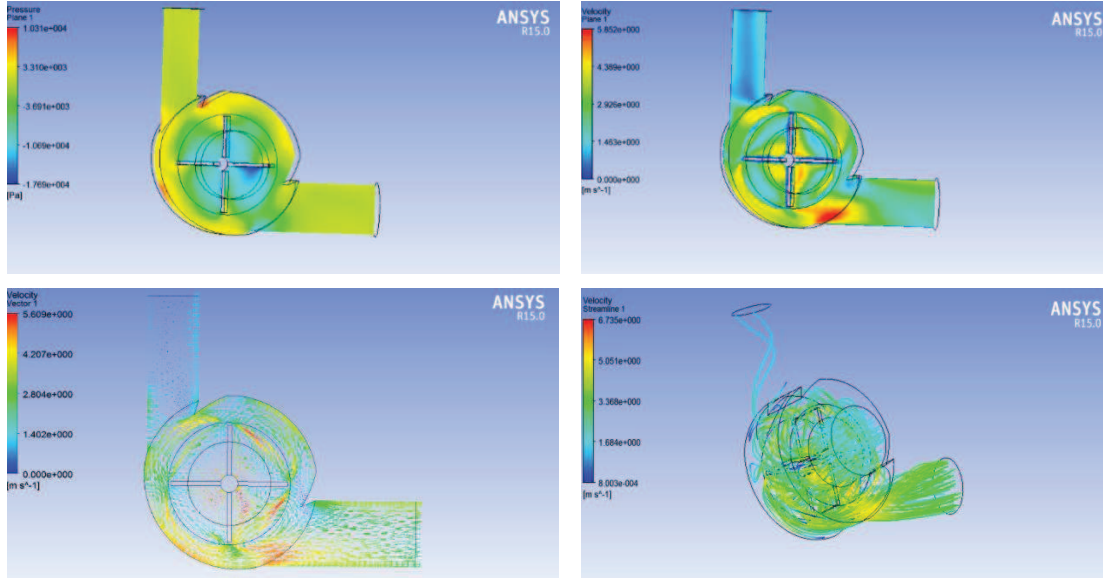 Pressure
Plane 1
1.031e+004
3.310e+003
-3.691e+003
-1.069e+004
-1.769e+004
[Pa]
ANSYS
R15.0
Velocity
Plane 1
5.852e+000
4.389e+000
2.926e+000
1.463e+000
0.000e+000
[m s^-1]
ANSYS
R15.0
Velocity
Vector 1
5.609e+000
4.207e+000
2.804e+000
1.402e+000
0.000e+000
[m s^-1]
ANSYS
R15.0
Velocity
Streamline 1
6.735e+000
5.051e+000
3.368e+000
1.684e+000
8.003e-004
[m s^-1]
ANSYS
R15.0